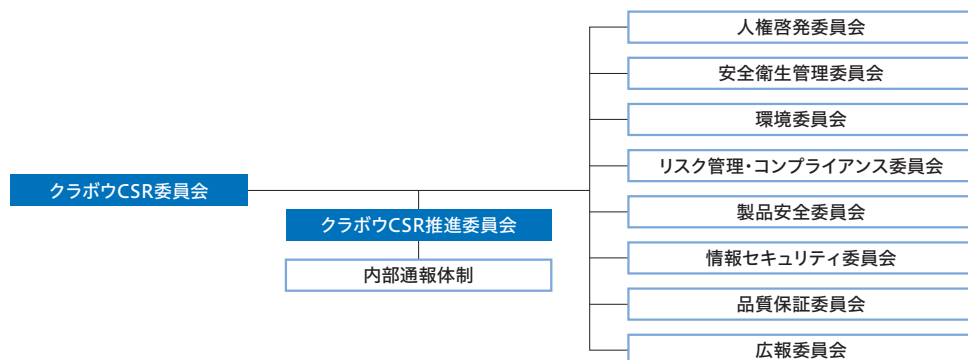 クラボウCSR委員会
クラボウCSR推進委員会
内部通報体制
人権啓発委員会
安全衛生管理委員会
環境委員会
リスク管理・コンプライアンス委員会
製品安全委員会
情報セキュリティ委員会
品質保証委員会
広報委員会